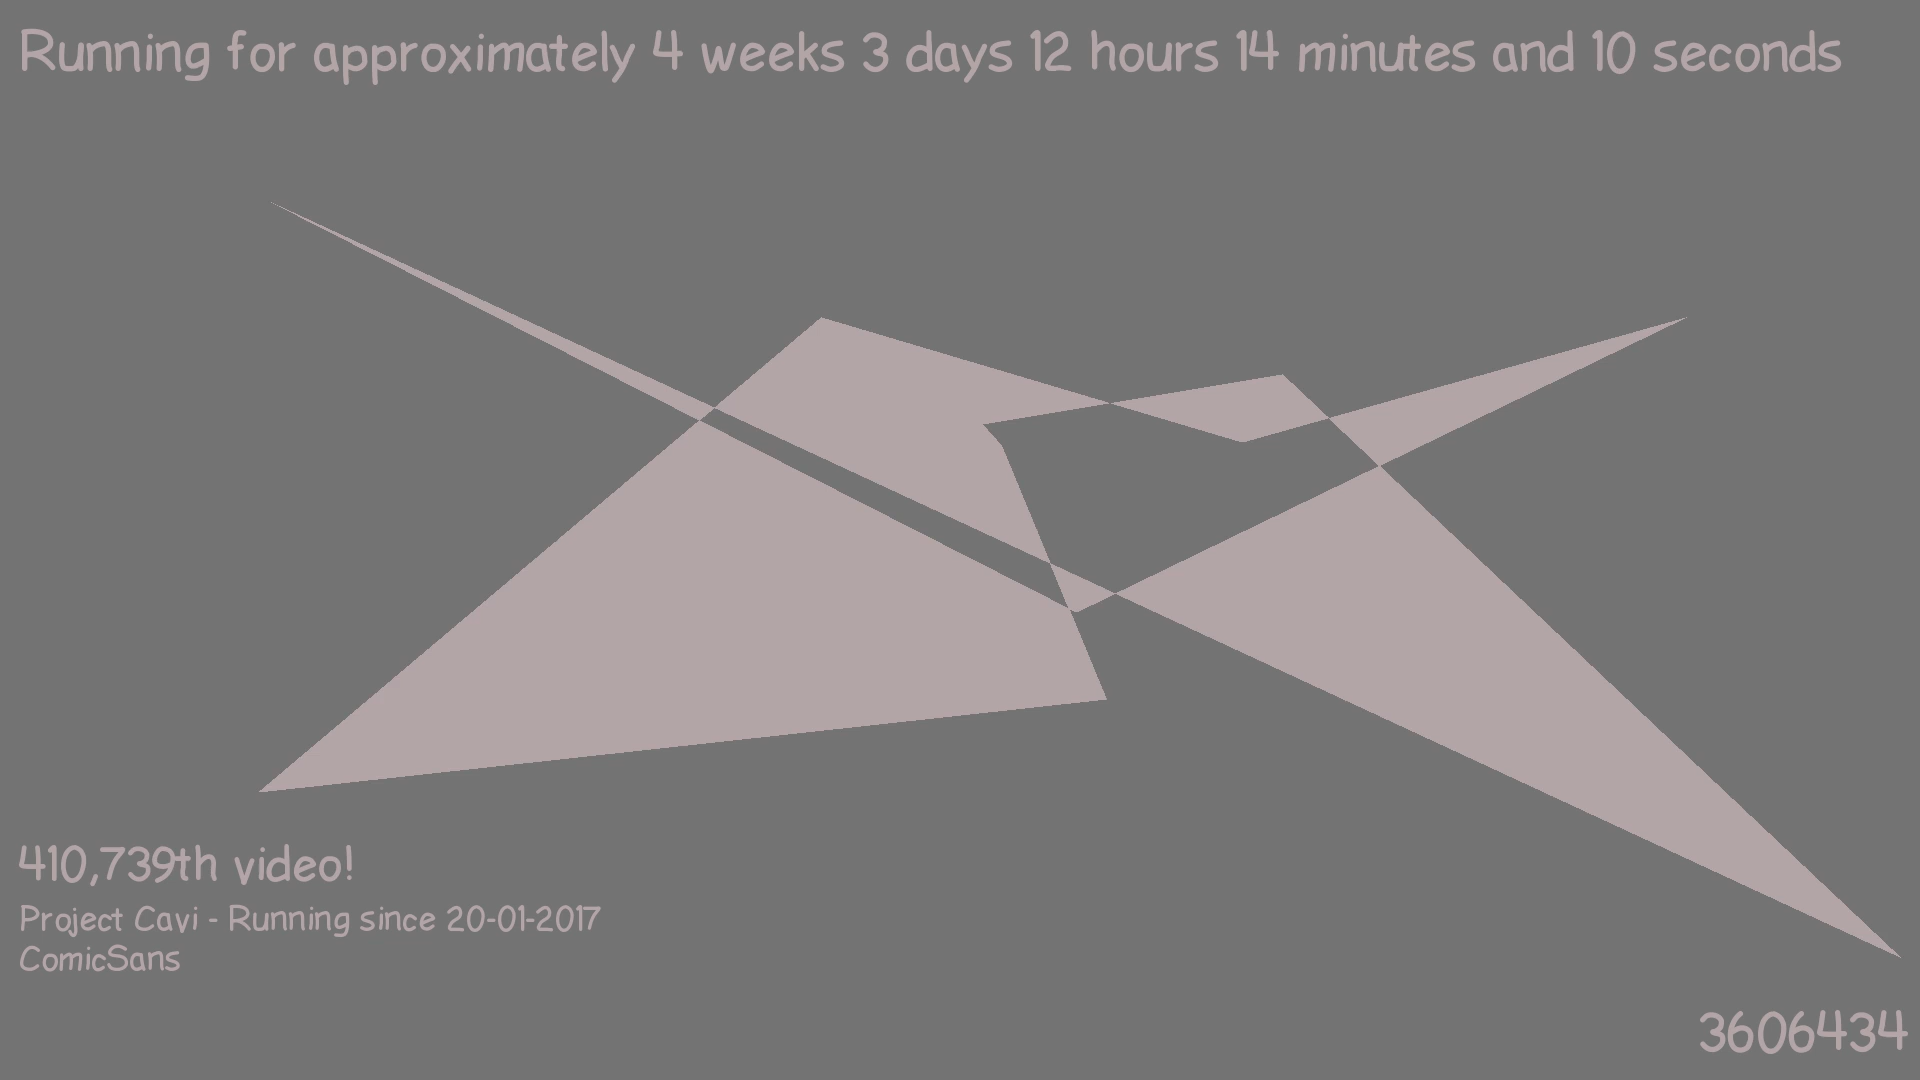 Running for approximately 4 weeks 3 days 12 hours 14 minutes and 10 seconds
410,739th video!
Project Cavi - Running since 20-01-2017
ComicSans
3606434